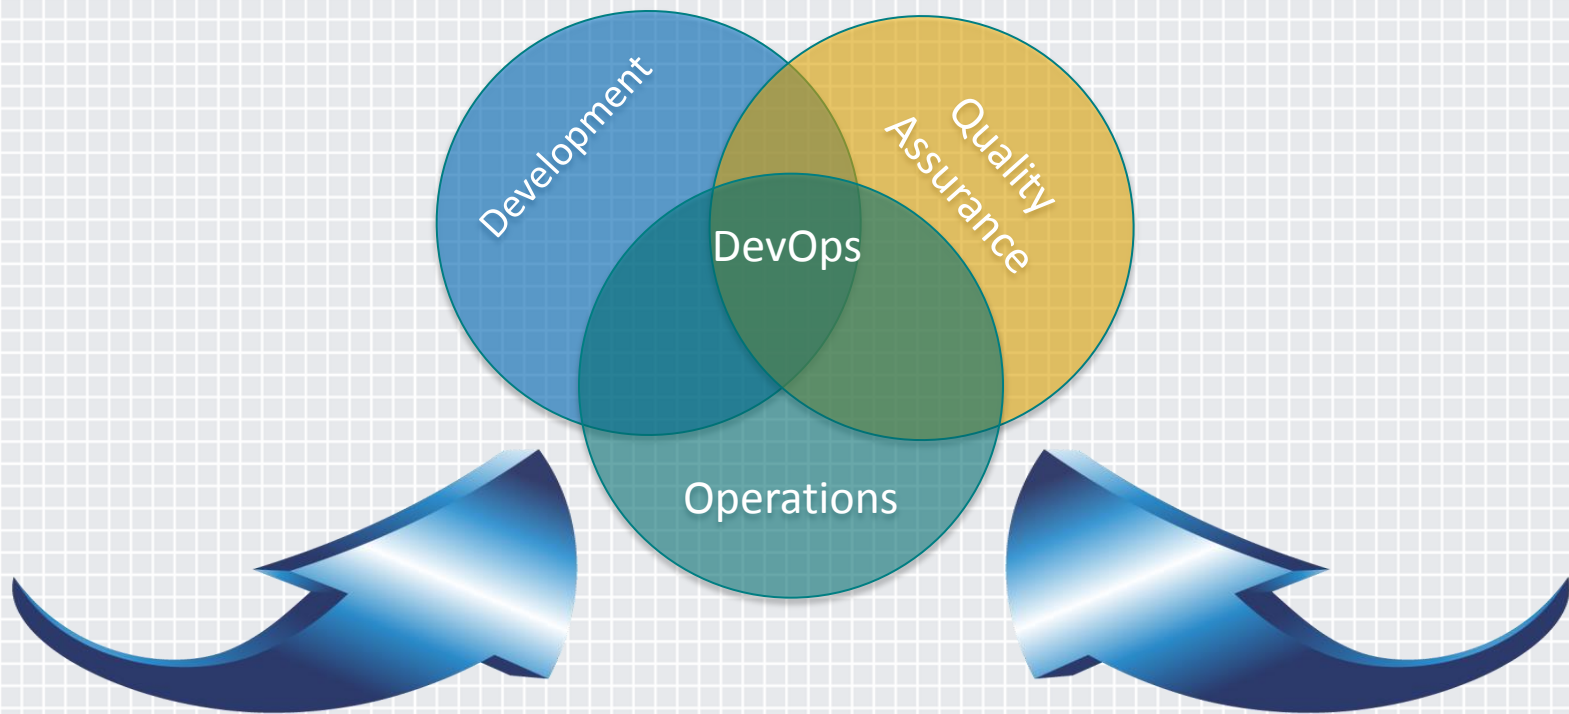 Development
Quality
Assurance
DevOps
Operations